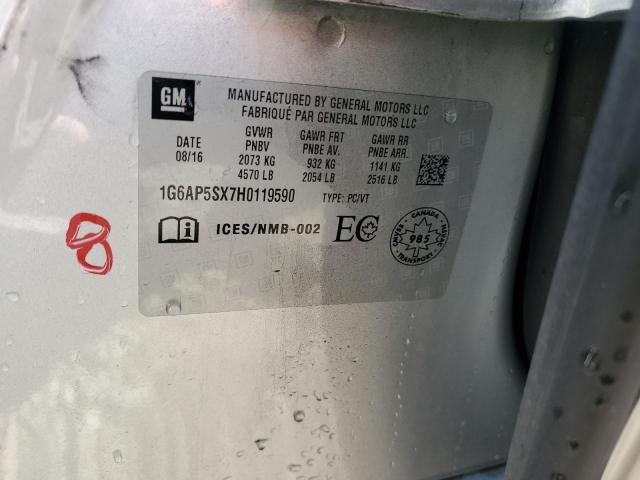 GM
MANUFACTURED BY GENERAL MOTORS LLC
FABRIQUÉ PAR GENERAL MOTORS LLC
DATE GVWR GAWR FRT GAWR RR
PNBV PNBE AV. PNBE ARR.
08/16 2073 KG 932 KG 1141 KG
4570 LB 2054 LB 2516 LB
1G6AP5SX7H0119590 TYPE: PC/VT
i ICES/NMB-002 EC
CANADA
CMVSS 985 NSVAC
TRANSPORT
8